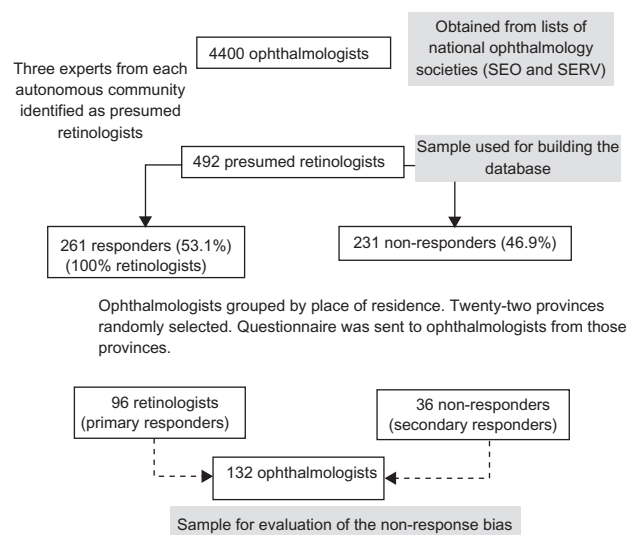 4400 ophthalmologists
Obtained from lists of
national ophthalmology
societies (SEO and SERV)
Three experts from each
autonomous community
identified as presumed
retinologists
492 presumed retinologists
Sample used for building the
database
261 responders (53.1%)
(100% retinologists)
231 non-responders (46.9%)
Ophthalmologists grouped by place of residence. Twenty-two provinces
randomly selected. Questionnaire was sent to ophthalmologists from those
provinces.
96 retinologists
(primary responders)
36 non-responders
(secondary responders)
132 ophthalmologists
Sample for evaluation of the non-response bias